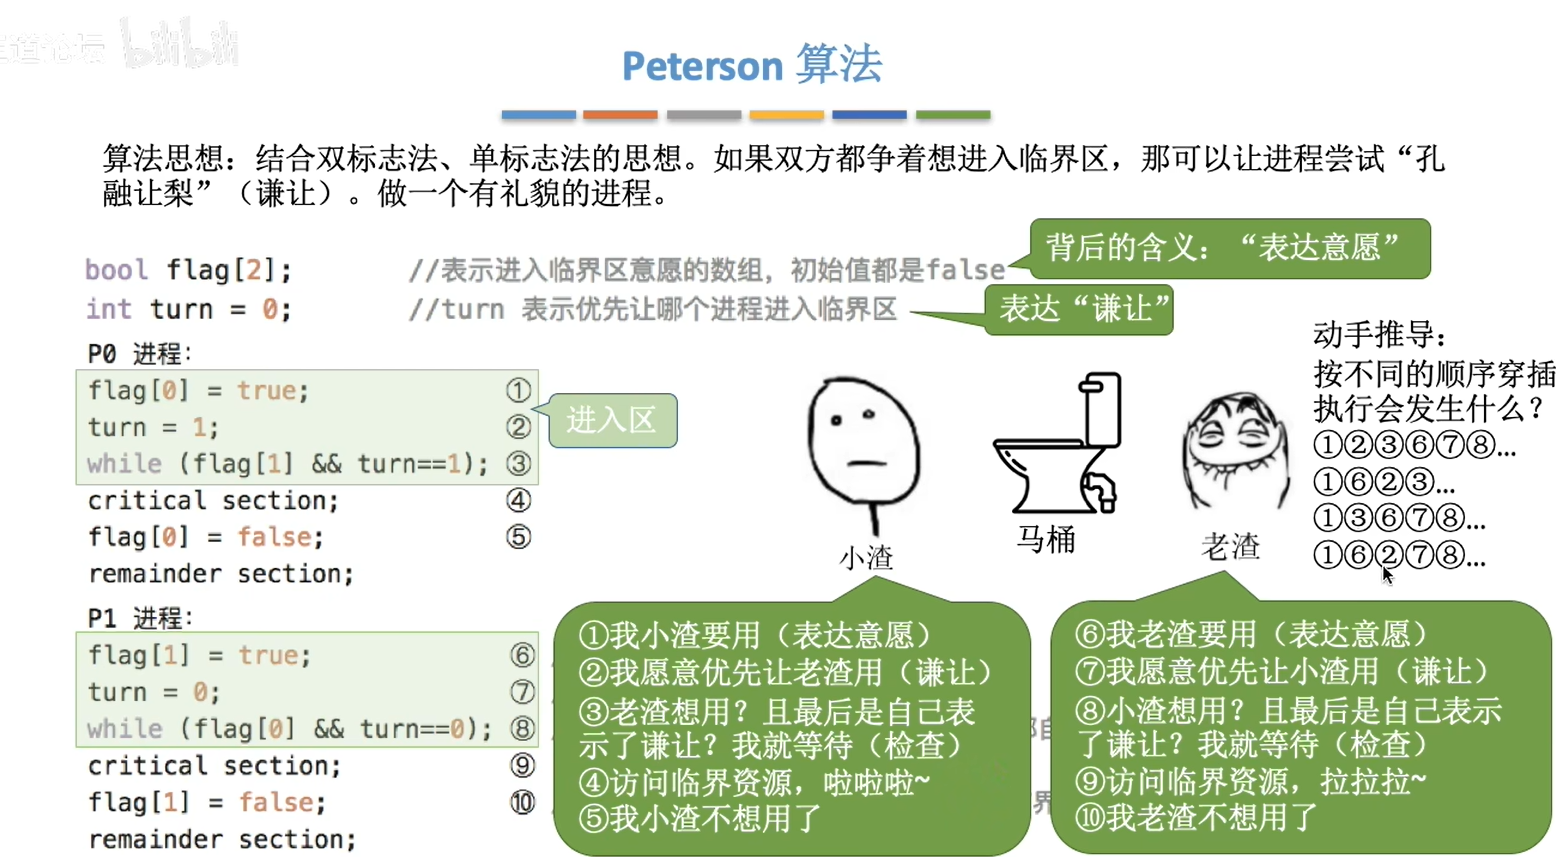 道论坛 bilibili
Peterson 算法
算法思想：结合双标志法、单标志法的思想。如果双方都争着想进入临界区，那可以让进程尝试“孔
融让梨”（谦让）。做一个有礼貌的进程。
背后的含义：“表达意愿”
bool flag[2]; //表示进入临界区意愿的数组，初始值都是false
int turn = 0; //turn 表示优先让哪个进程进入临界区
表达“谦让”
P0 进程：
flag[0] = true; ①
turn = 1; ②
while (flag[1] && turn==1); ③
critical section; ④
flag[0] = false; ⑤
remainder section;
进入区
P1 进程：
flag[1] = true; ⑥
turn = 0; ⑦
while (flag[0] && turn==0); ⑧
critical section; ⑨
flag[1] = false; ⑩
remainder section;
小渣
马桶
老渣
动手推导：
按不同的顺序穿插
执行会发生什么？
①②③⑥⑦⑧...
①⑥②③...
①③⑥⑦⑧...
①⑥②⑦⑧...
①我小渣要用（表达意愿）
②我愿意优先让老渣用（谦让）
③老渣想用？且最后是自己表
示了谦让？我就等待（检查）
④访问临界资源，啦啦啦~
⑤我小渣不想用了
⑥我老渣要用（表达意愿）
⑦我愿意优先让小渣用（谦让）
⑧小渣想用？且最后是自己表示
了谦让？我就等待（检查）
⑨访问临界资源，拉拉拉~
⑩我老渣不想用了